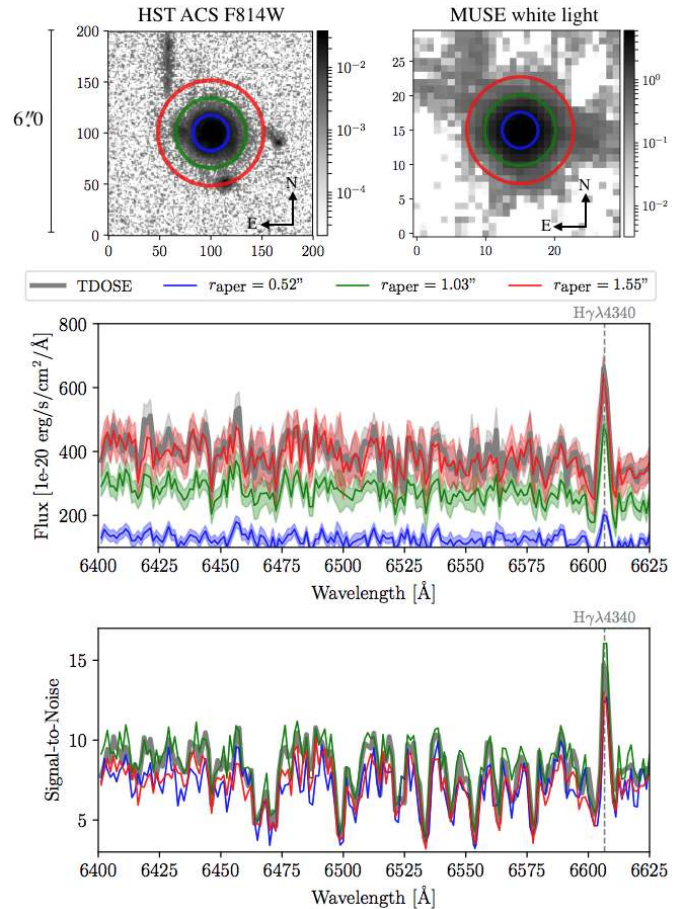 HST ACS F814W
MUSE white light
6."0
200
150
100
50
0
0 50 100 150 200
N
E
10⁻²
10⁻³
10⁻⁴
25
20
15
10
5
0
0 10 20
N
E
10⁰
10⁻¹
10⁻²
TDOSE r_aper = 0.52" r_aper = 1.03" r_aper = 1.55"
Hγλ4340
800
600
400
200
Flux [1e-20 erg/s/cm²/Å]
6400 6425 6450 6475 6500 6525 6550 6575 6600 6625
Wavelength [Å]
Hγλ4340
15
10
5
Signal-to-Noise
6400 6425 6450 6475 6500 6525 6550 6575 6600 6625
Wavelength [Å]